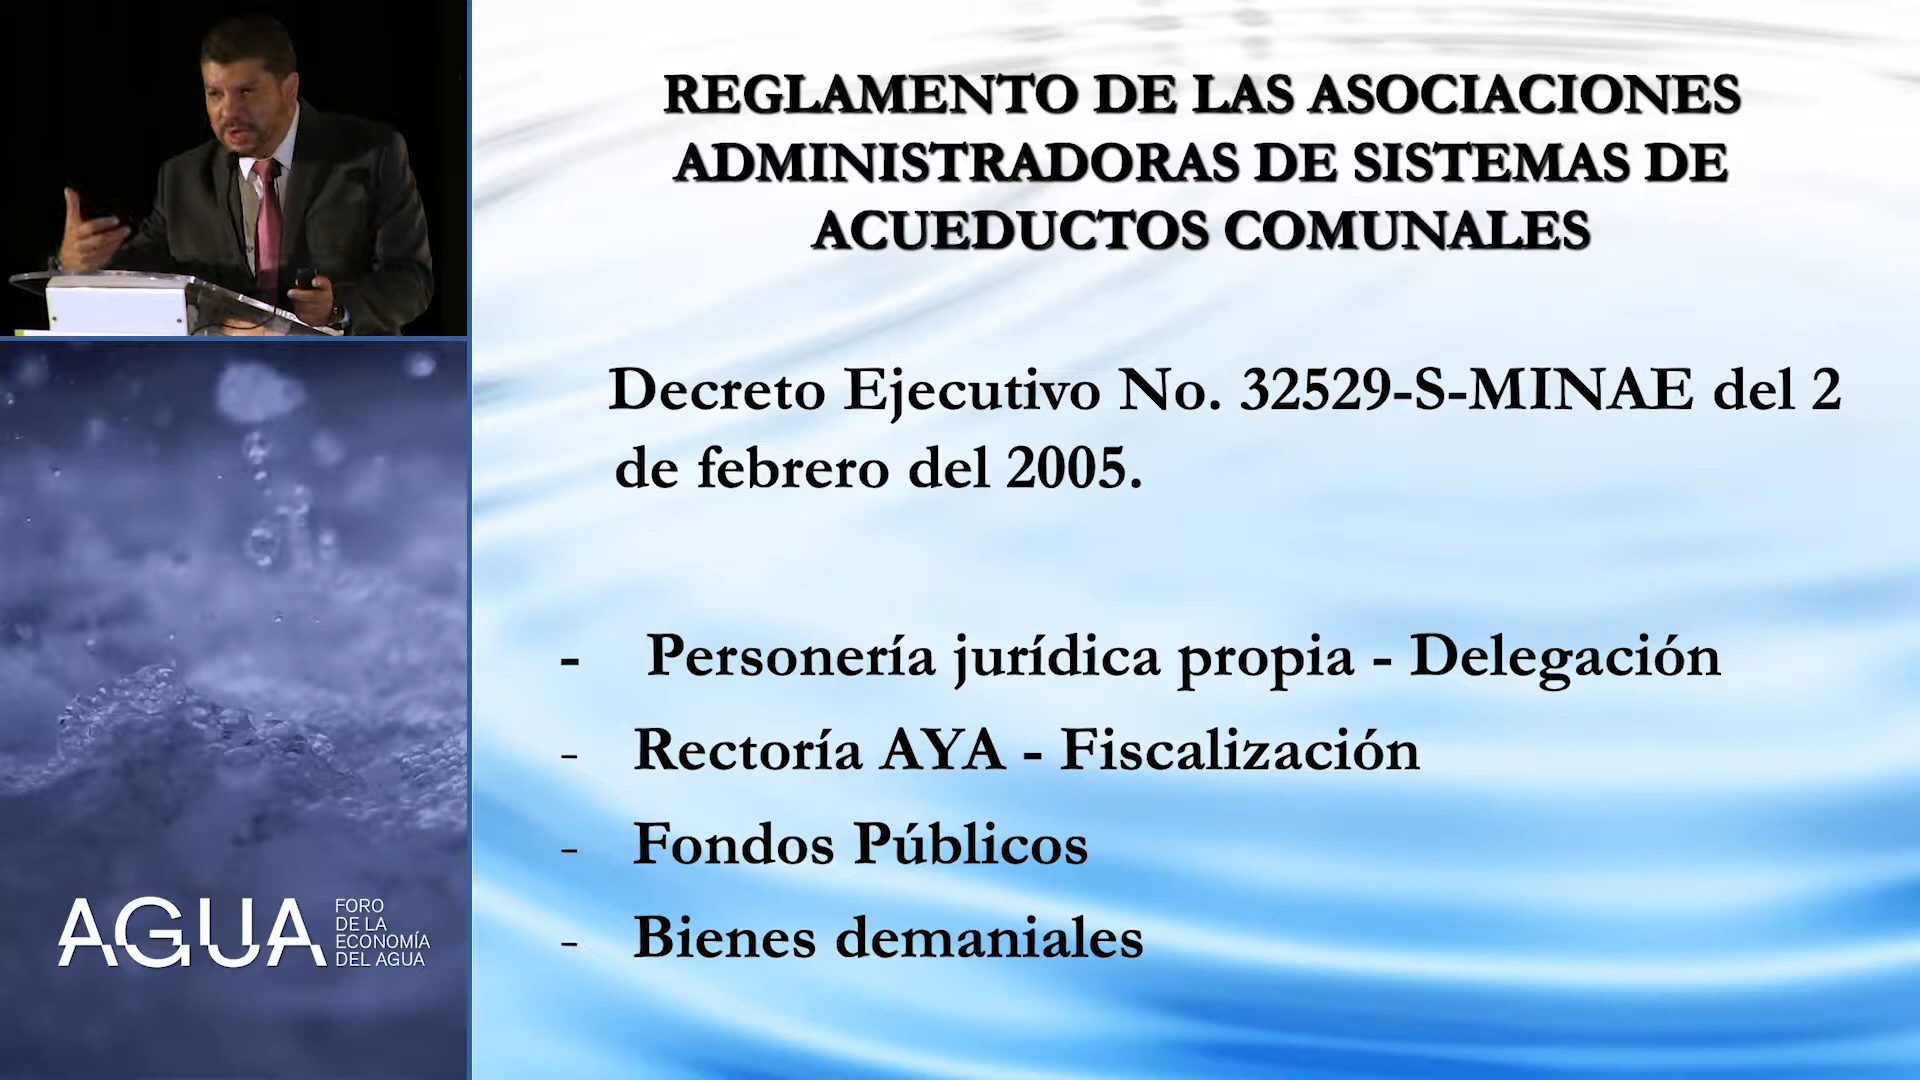 REGLAMENTO DE LAS ASOCIACIONES
ADMINISTRADORAS DE SISTEMAS DE
ACUEDUCTOS COMUNALES
Decreto Ejecutivo No. 32529-S-MINAE del 2
de febrero del 2005.
- Personería jurídica propia - Delegación
- Rectoría AYA - Fiscalización
- Fondos Públicos
- Bienes demaniales
AGUA
FORO
DE LA
ECONOMÍA
DEL AGUA